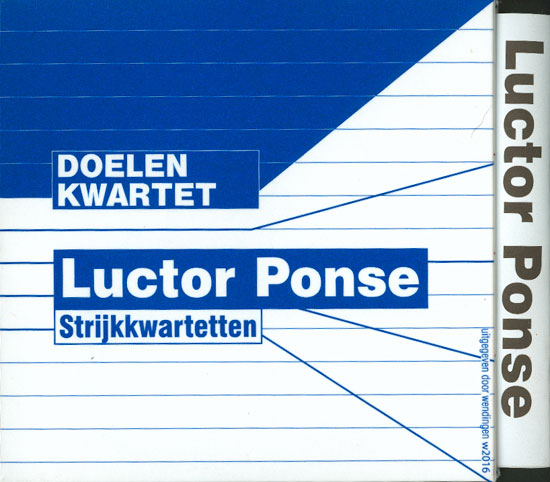 DOELEN
KWARTET
Luctor Ponse
Strijkkwartetten
uitgegeven door wendingen w2016
Luctor Ponse